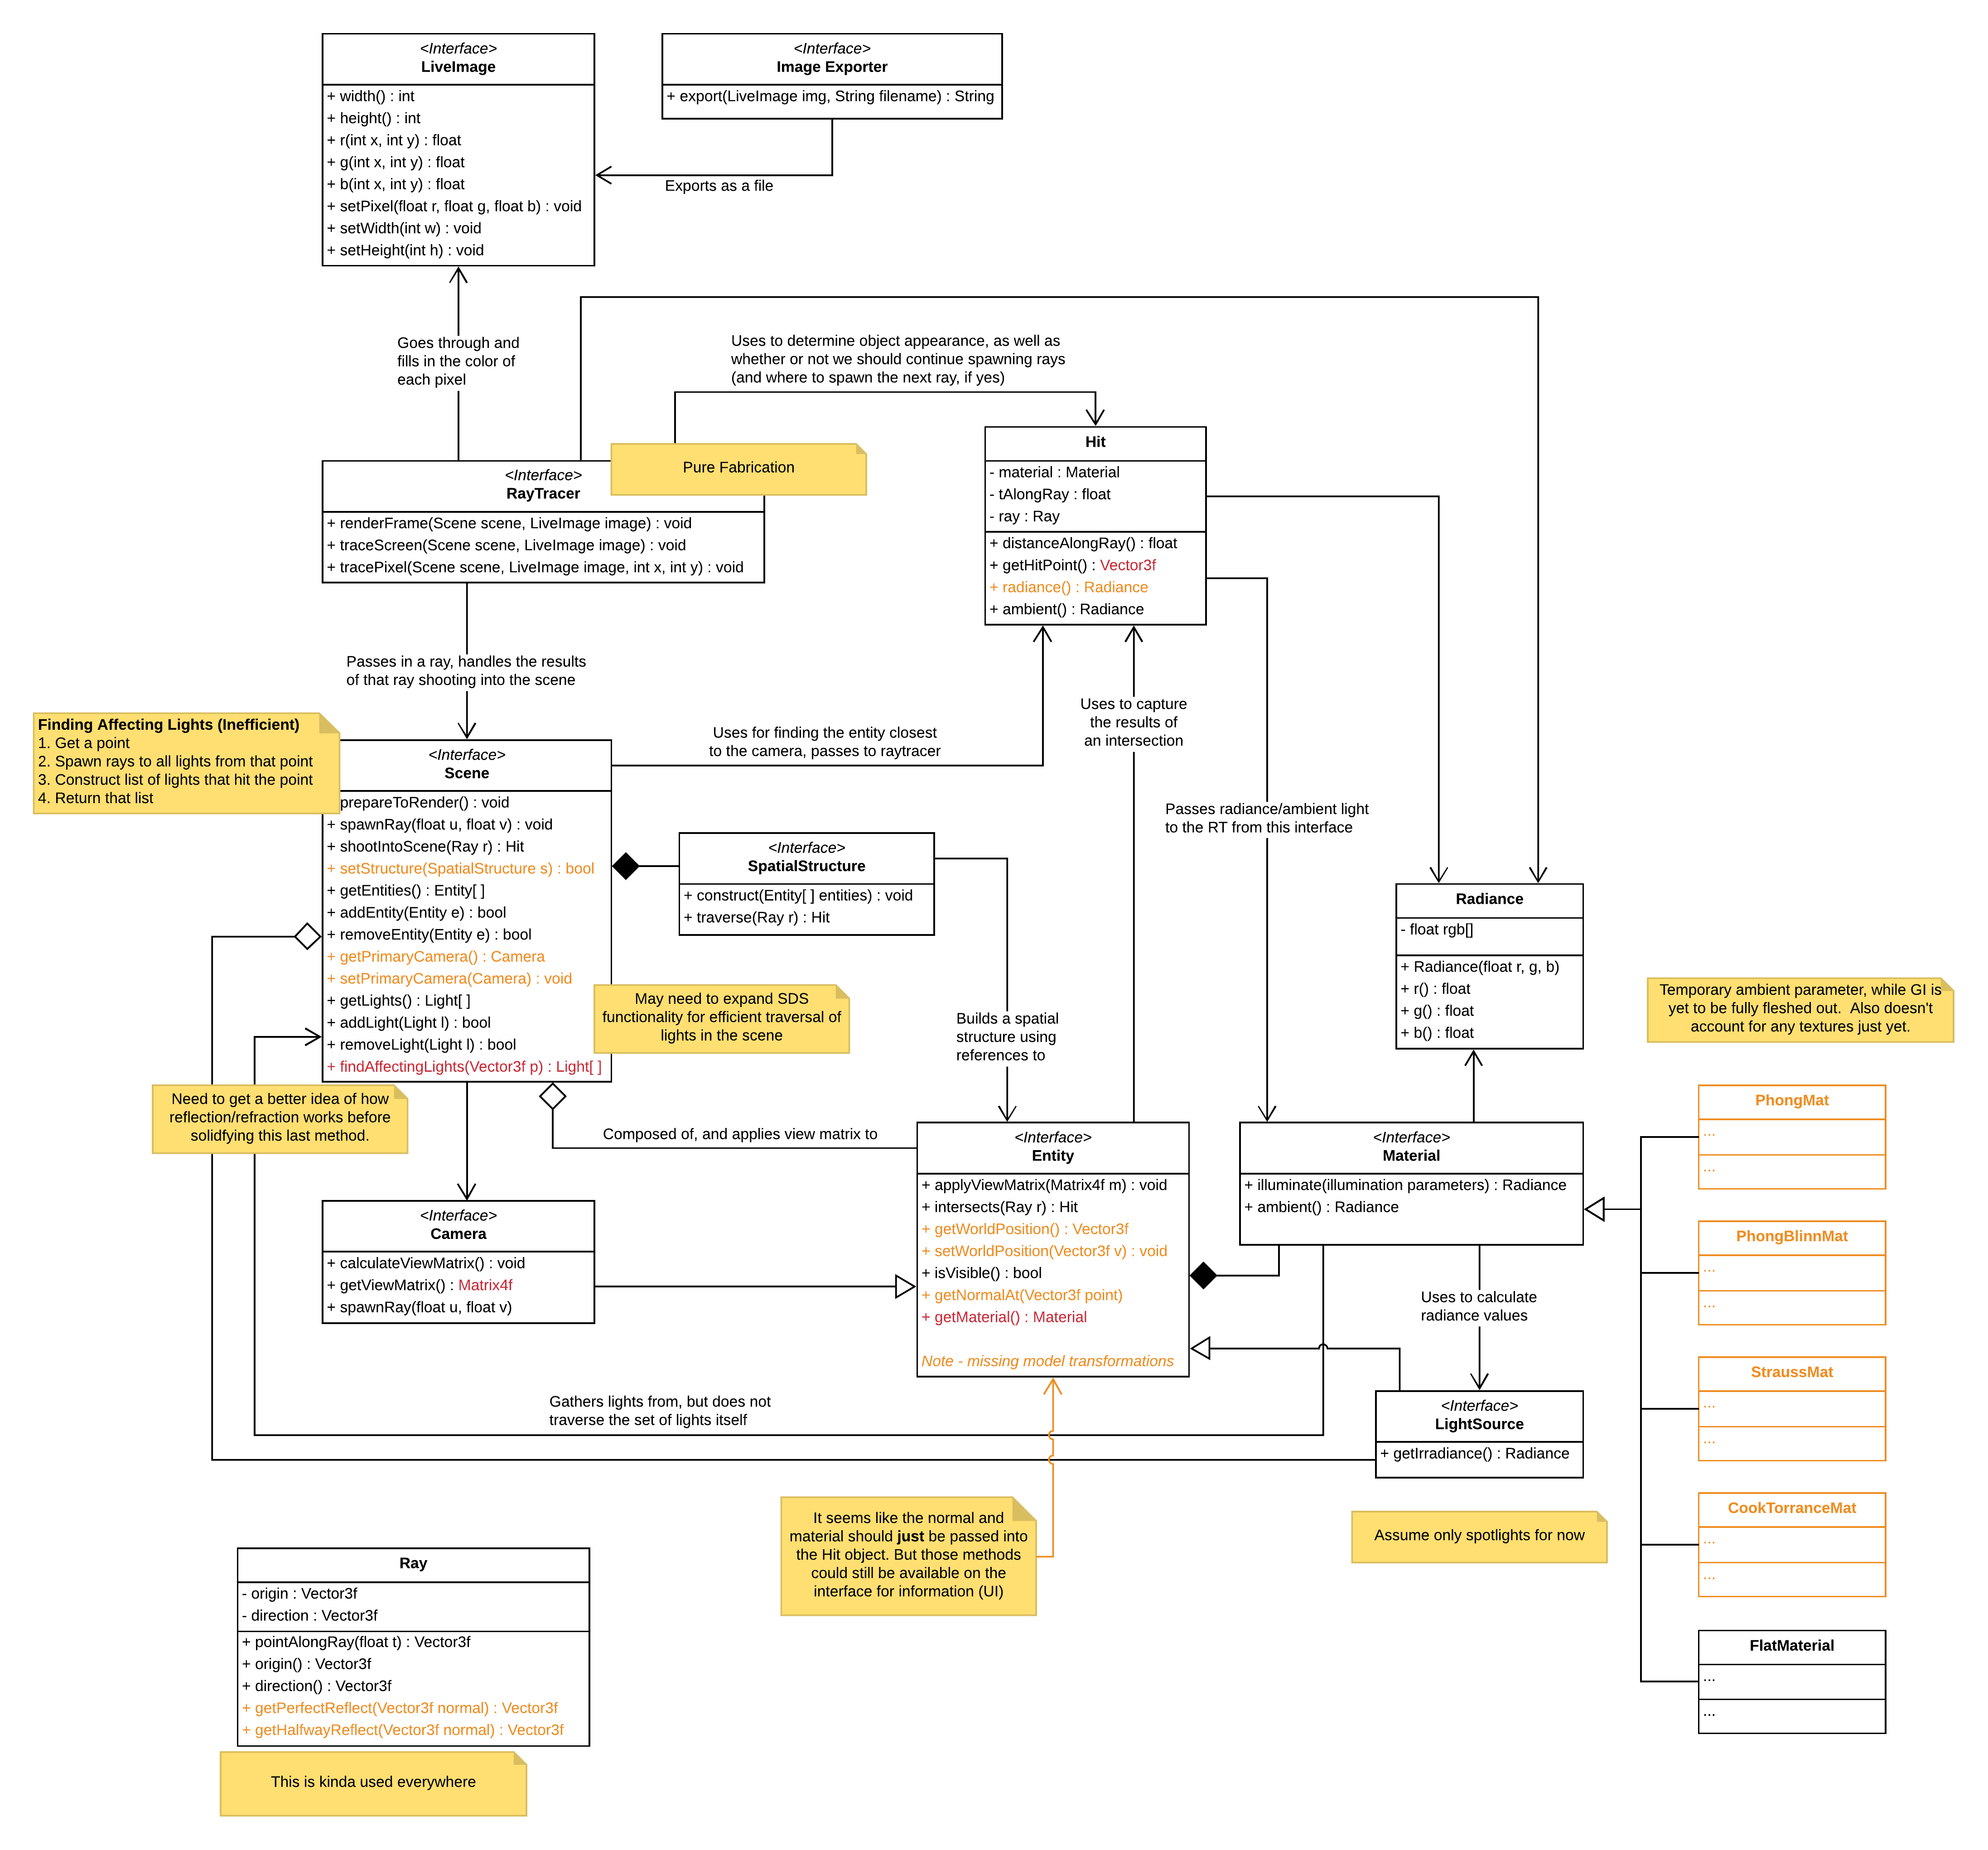 <Interface>
LiveImage
+ width() : int
+ height() : int
+ r(int x, int y) : float
+ g(int x, int y) : float
+ b(int x, int y) : float
+ setPixel(float r, float g, float b) : void
+ setWidth(int w) : void
+ setHeight(int h) : void
<Interface>
Image Exporter
+ export(LiveImage img, String filename) : String
Exports as a file
Goes through and
fills in the color of
each pixel
Uses to determine object appearance, as well as
whether or not we should continue spawning rays
(and where to spawn the next ray, if yes)
Pure Fabrication
<Interface>
RayTracer
+ renderFrame(Scene scene, LiveImage image) : void
+ traceScreen(Scene scene, LiveImage image) : void
+ tracePixel(Scene scene, LiveImage image, int x, int y) : void
Hit
- material : Material
- tAlongRay : float
- ray : Ray
+ distanceAlongRay() : float
+ getHitPoint() : Vector3f
+ radiance() : Radiance
+ ambient() : Radiance
Passes in a ray, handles the results
of that ray shooting into the scene
Uses for finding the entity closest
to the camera, passes to raytracer
Uses to capture
the results of
an intersection
Passes radiance/ambient light
to the RT from this interface
Finding Affecting Lights (Inefficient)
1. Get a point
2. Spawn rays to all lights from that point
3. Construct list of lights that hit the point
4. Return that list
<Interface>
Scene
prepareToRender() : void
+ spawnRay(float u, float v) : void
+ shootIntoScene(Ray r) : Hit
+ setStructure(SpatialStructure s) : bool
+ getEntities() : Entity[ ]
+ addEntity(Entity e) : bool
+ removeEntity(Entity e) : bool
+ getPrimaryCamera() : Camera
+ setPrimaryCamera(Camera) : void
+ getLights() : Light[ ]
+ addLight(Light l) : bool
+ removeLight(Light l) : bool
+ findAffectingLights(Vector3f p) : Light[ ]
<Interface>
SpatialStructure
+ construct(Entity[ ] entities) : void
+ traverse(Ray r) : Hit
May need to expand SDS
functionality for efficient traversal of
lights in the scene
Builds a spatial
structure using
references to
Radiance
- float rgb[]
+ Radiance(float r, g, b)
+ r() : float
+ g() : float
+ b() : float
Temporary ambient parameter, while GI is
yet to be fully fleshed out.  Also doesn't
account for any textures just yet.
Need to get a better idea of how
reflection/refraction works before
solidfying this last method.
Composed of, and applies view matrix to
<Interface>
Camera
+ calculateViewMatrix() : void
+ getViewMatrix() : Matrix4f
+ spawnRay(float u, float v)
<Interface>
Entity
+ applyViewMatrix(Matrix4f m) : void
+ intersects(Ray r) : Hit
+ getWorldPosition() : Vector3f
+ setWorldPosition(Vector3f v) : void
+ isVisible() : bool
+ getNormalAt(Vector3f point)
+ getMaterial() : Material
Note - missing model transformations
<Interface>
Material
+ illuminate(illumination parameters) : Radiance
+ ambient() : Radiance
Uses to calculate
radiance values
<Interface>
LightSource
+ getIrradiance() : Radiance
Gathers lights from, but does not
traverse the set of lights itself
It seems like the normal and
material should just be passed into
the Hit object. But those methods
could still be available on the
interface for information (UI)
Assume only spotlights for now
PhongMat
...
...
PhongBlinnMat
...
...
StraussMat
...
...
CookTorranceMat
...
...
FlatMaterial
...
...
Ray
- origin : Vector3f
- direction : Vector3f
+ pointAlongRay(float t) : Vector3f
+ origin() : Vector3f
+ direction() : Vector3f
+ getPerfectReflect(Vector3f normal) : Vector3f
+ getHalfwayReflect(Vector3f normal) : Vector3f
This is kinda used everywhere